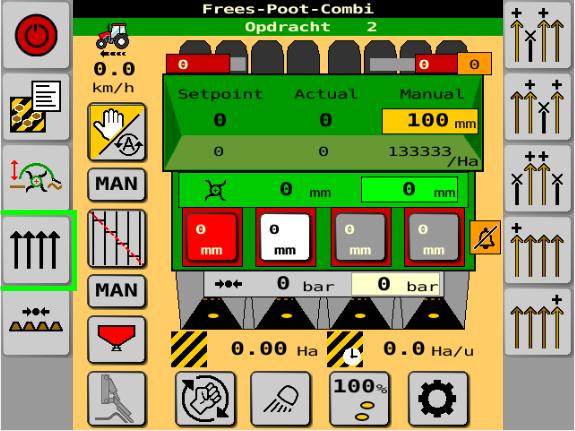 Frees-Poot-Combi
Opdracht 2
0 0 0
0.0
km/h
Setpoint Actual Manual
0 0 100 mm
0 0 133333 /Ha
A
MAN
0 mm 0 mm
0 mm 0 mm 0 mm 0 mm
MAN
0 bar 0 bar
0.00 Ha 0.0 Ha/u
100%